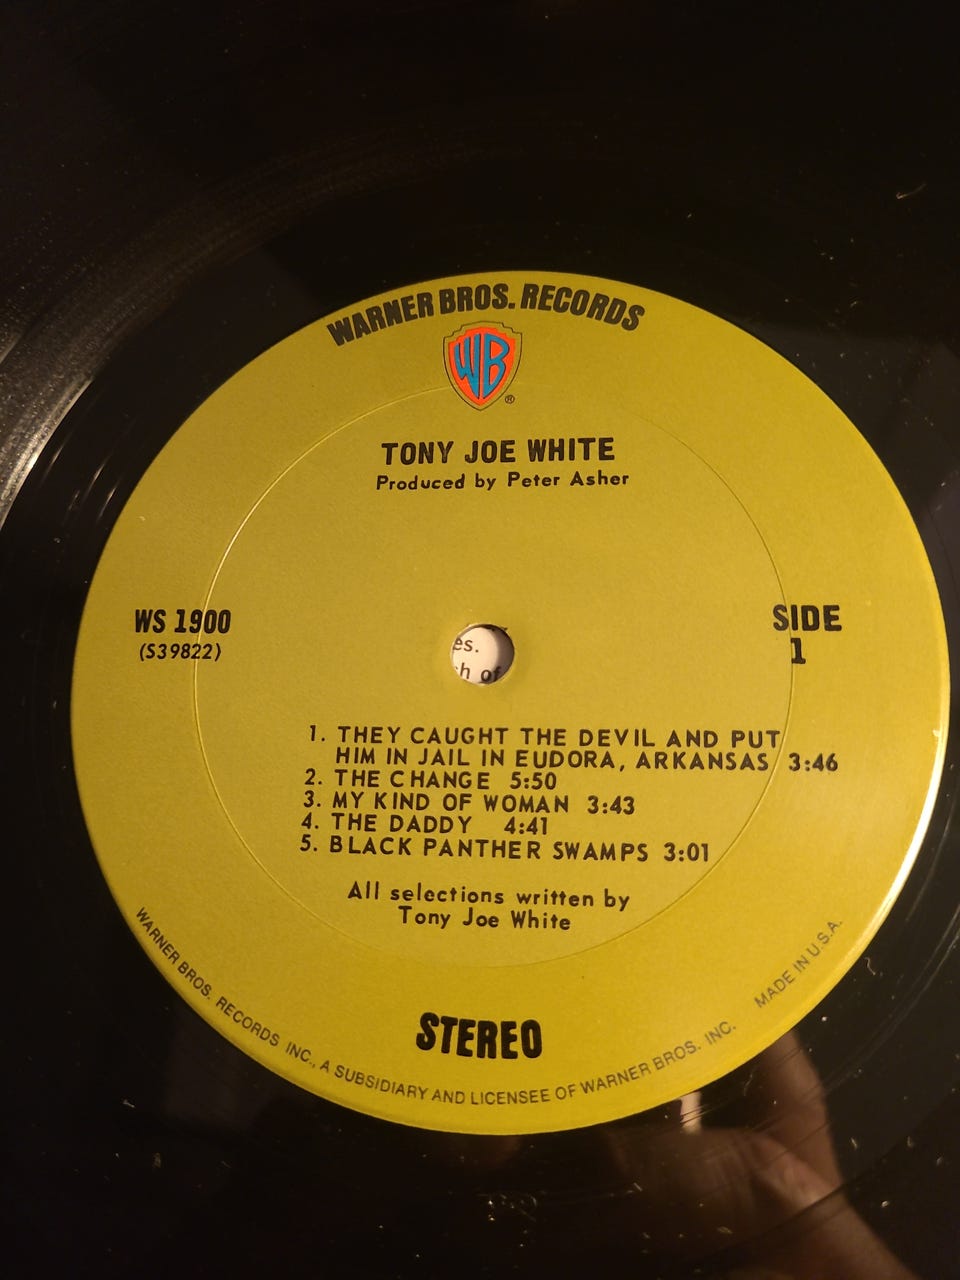 WARNER BROS. RECORDS
WB
®
TONY JOE WHITE
Produced by Peter Asher
WS 1900
(S39822)
SIDE
1
es.
h of
1. THEY CAUGHT THE DEVIL AND PUT
HIM IN JAIL IN EUDORA, ARKANSAS 3:46
2. THE CHANGE 5:50
3. MY KIND OF WOMAN 3:43
4. THE DADDY 4:41
5. BLACK PANTHER SWAMPS 3:01
All selections written by
Tony Joe White
STEREO
WARNER BROS. RECORDS INC., A SUBSIDIARY AND LICENSEE OF WARNER BROS. INC.
MADE IN U.S.A.